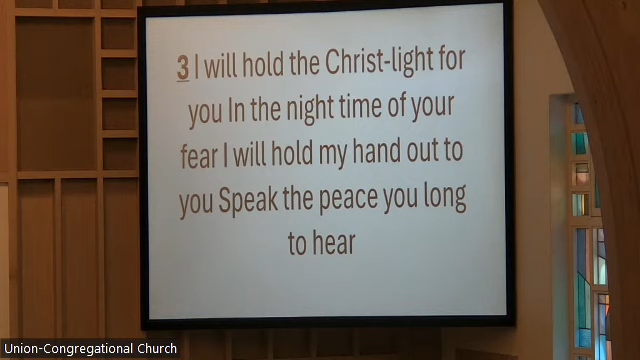 3 I will hold the Christ-light for
you In the night time of your
fear I will hold my hand out to
you Speak the peace you long
to hear
Union-Congregational Church